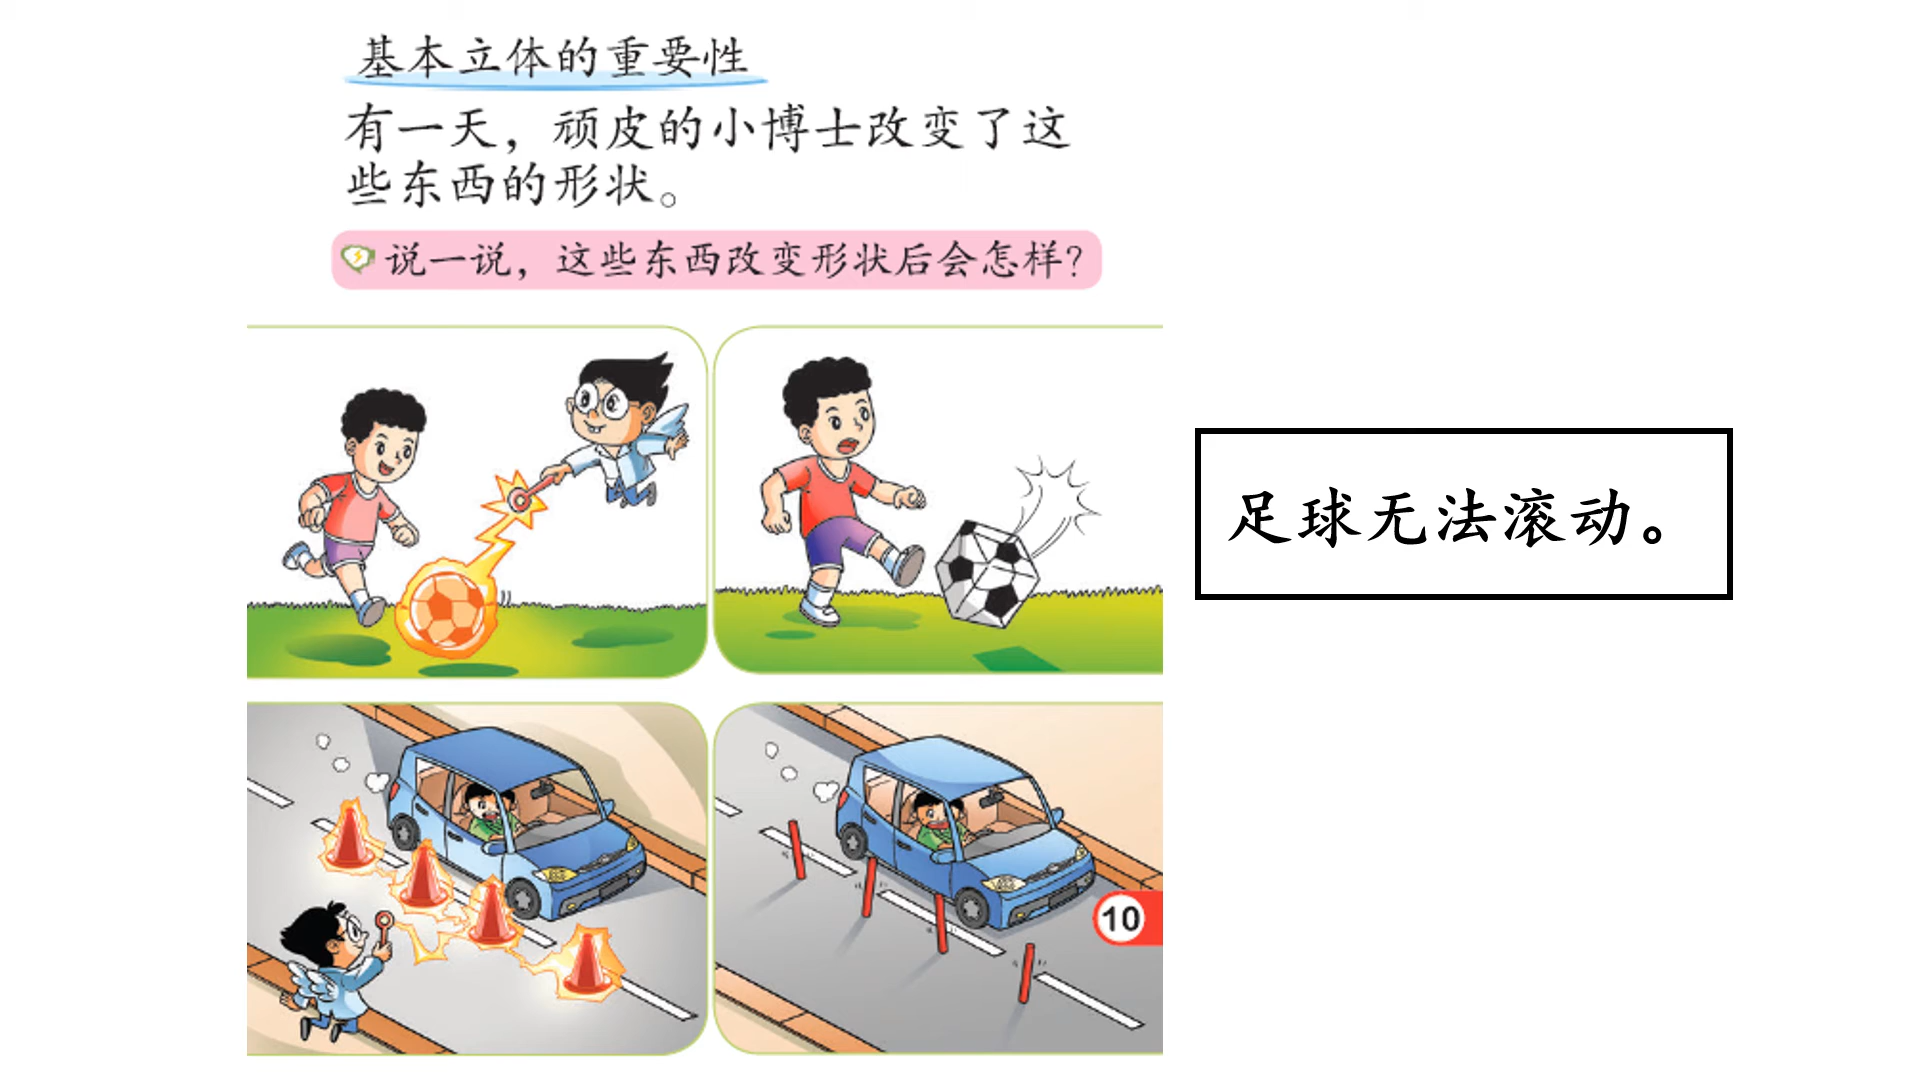 基本立体的重要性
有一天，顽皮的小博士改变了这
些东西的形状。
说一说，这些东西改变形状后会怎样？
足球无法滚动。
10